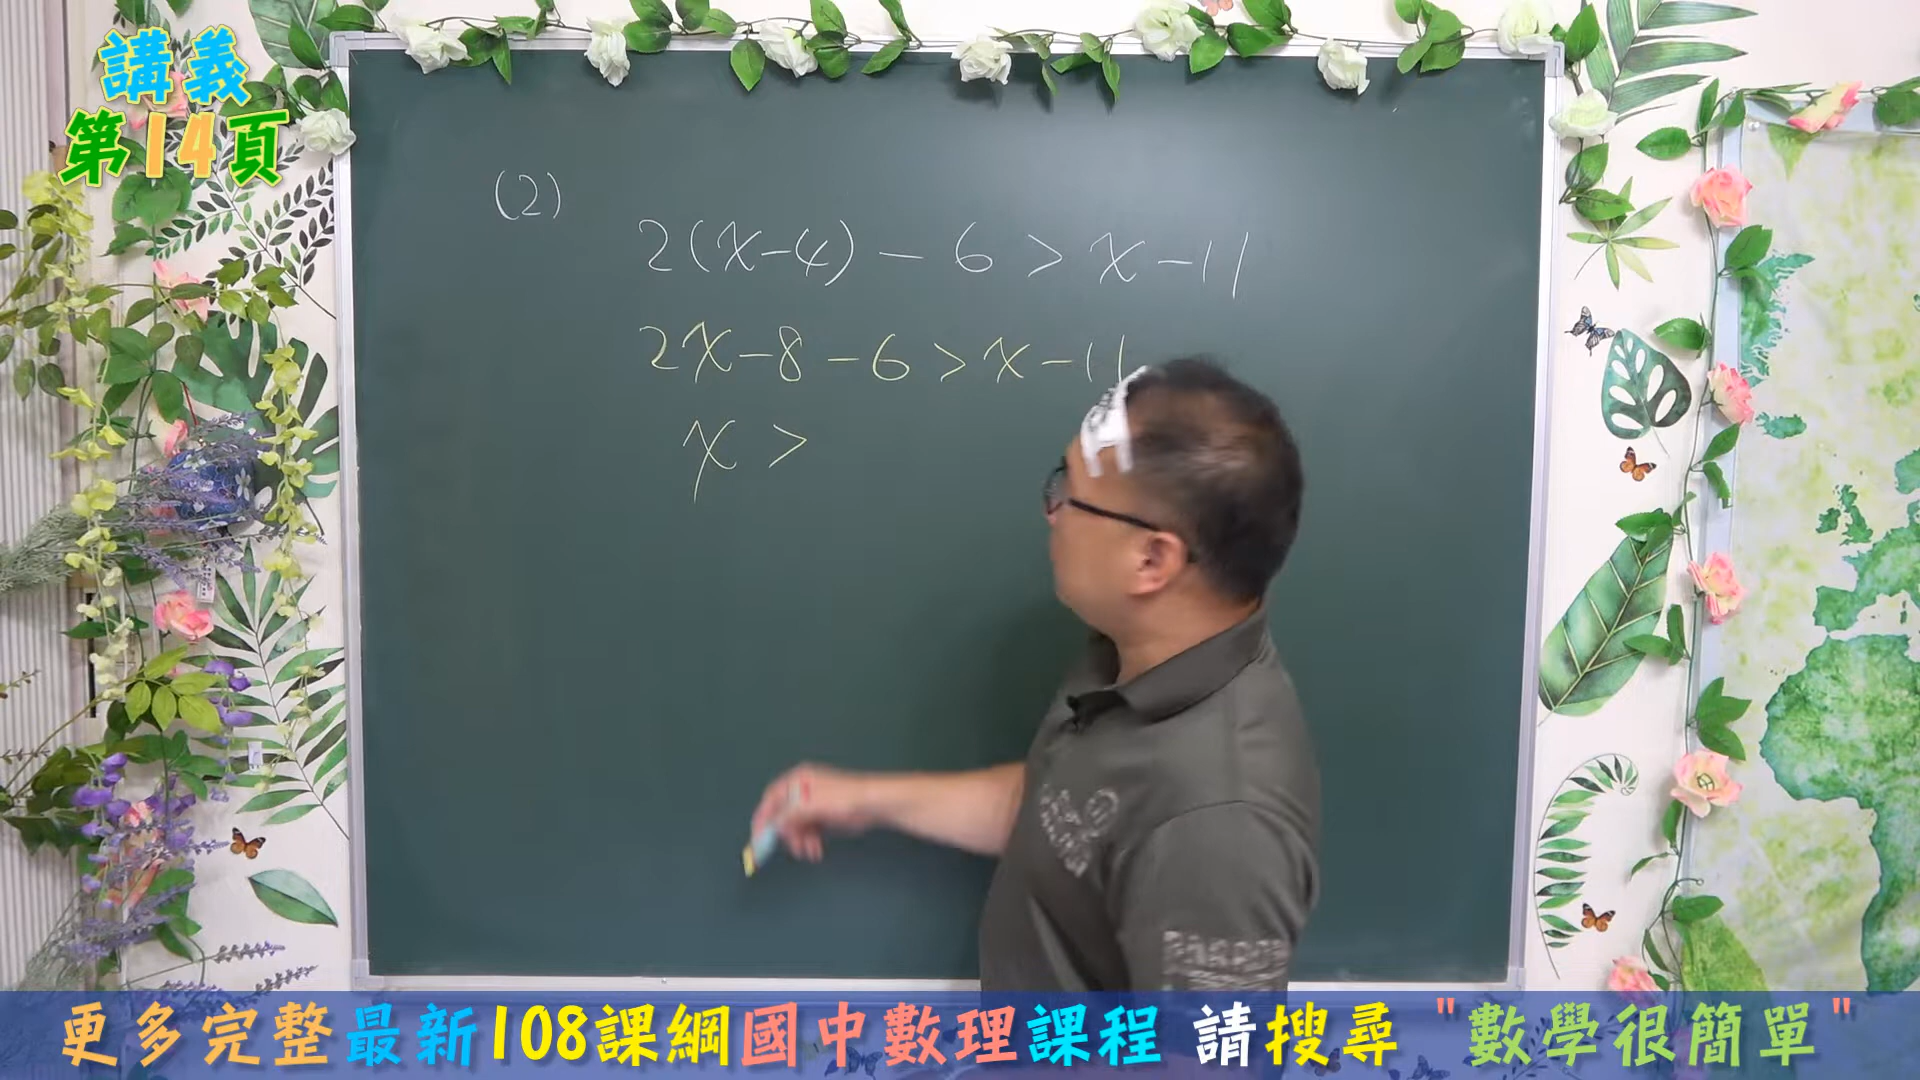 講義
第14頁
(2)
2(x-4)-6>x-11
2x-8-6>x-11
x>
更多完整最新108課綱國中數理課程 請搜尋 "數學很簡單"